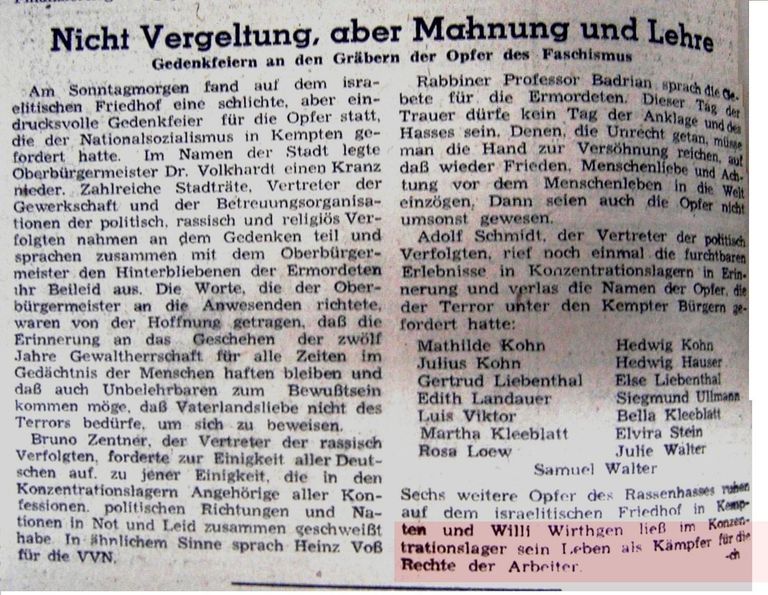 Nicht Vergeltung, aber Mahnung und Lehre
Gedenkfeiern an den Gräbern der Opfer des Faschismus
Am Sonntagmorgen fand auf dem isra-
elitischen Friedhof eine schlichte, aber ein-
drucksvolle Gedenkfeier für die Opfer statt,
die der Nationalsozialismus in Kempten ge-
fordert hatte. Im Namen der Stadt legte
Oberbürgermeister Dr. Volkhardt einen Kranz
nieder. Zahlreiche Stadträte, Vertreter der
Gewerkschaft und der Betreuungsorganisa-
tionen der politisch, rassisch und religiös Ver-
folgten nahmen an dem Gedenken teil und
sprachen zusammen mit dem Oberbürger-
meister den Hinterbliebenen der Ermordeten
ihr Beileid aus. Die Worte, die der Ober-
bürgermeister an die Anwesenden richtete,
waren von der Hoffnung getragen, daß die
Erinnerung an das Geschehen der zwölf
Jahre Gewaltherrschaft für alle Zeiten im
Gedächtnis der Menschen haften bleiben und
daß auch Unbelehrbaren zum Bewußtsein
kommen möge, daß Vaterlandsliebe nicht des
Terrors bedürfe, um sich zu beweisen.
Bruno Zentner, der Vertreter der rassisch
Verfolgten, forderte zur Einigkeit aller Deut-
schen auf, zu jener Einigkeit, die in den
Konzentrationslagern Angehörige aller Kon-
fessionen, politischen Richtungen und Na-
tionen in Not und Leid zusammen geschweißt
habe. In ähnlichem Sinne sprach Heinz Voß
für die VVN.
Rabbiner Professor Badrian sprach die Ge-
bete für die Ermordeten. Dieser Tag der
Trauer dürfe kein Tag der Anklage und des
Hasses sein. Denen, die Unrecht getan, müsse
man die Hand zur Versöhnung reichen, auf
daß wieder Frieden, Menschenliebe und Ach-
tung vor dem Menschenleben in die Welt
einzögen. Dann seien auch die Opfer nicht
umsonst gewesen.
Adolf Schmidt, der Vertreter der politisch
Verfolgten, rief noch einmal die furchtbaren
Erlebnisse in Konzentrationslagern in Erin-
nerung und verlas die Namen der Opfer, die
der Terror unter den Kempter Bürgern ge-
fordert hatte:
Mathilde Kohn Hedwig Kohn
Julius Kohn Hedwig Hauser
Gertrud Liebenthal Else Liebenthal
Edith Landauer Siegmund Ullmann
Luis Viktor Bella Kleeblatt
Martha Kleeblatt Elvira Stein
Rosa Loew Julie Walter
Samuel Walter
Sechs weitere Opfer des Rassenhasses ruhen
auf dem israelitischen Friedhof in Kemp-
ten und Willi Wirthgen ließ im Konzen-
trationslager sein Leben als Kämpfer für die
Rechte der Arbeiter.